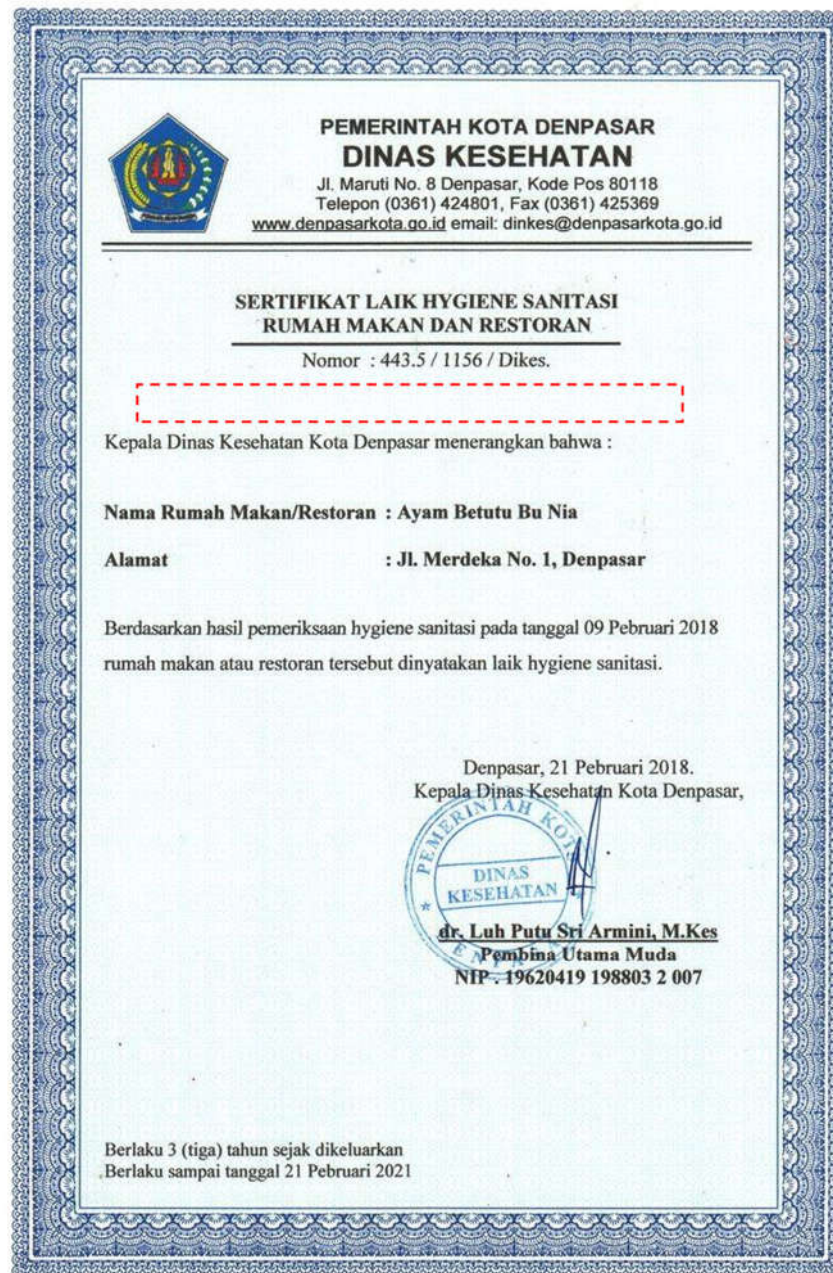 PEMERINTAH KOTA DENPASAR
DINAS KESEHATAN
Jl. Maruti No. 8 Denpasar, Kode Pos 80118
Telepon (0361) 424801, Fax (0361) 425369
www.denpasarkota.go.id email: dinkes@denpasarkota.go.id
SERTIFIKAT LAIK HYGIENE SANITASI
RUMAH MAKAN DAN RESTORAN
Nomor : 443.5 / 1156 / Dikes.
Kepala Dinas Kesehatan Kota Denpasar menerangkan bahwa :
Nama Rumah Makan/Restoran : Ayam Betutu Bu Nia
Alamat : Jl. Merdeka No. 1, Denpasar
Berdasarkan hasil pemeriksaan hygiene sanitasi pada tanggal 09 Pebruari 2018
rumah makan atau restoran tersebut dinyatakan laik hygiene sanitasi.
Denpasar, 21 Pebruari 2018.
Kepala Dinas Kesehatan Kota Denpasar,
PEMERINTAH KOTA
DINAS
KESEHATAN
dr. Luh Putu Sri Armini, M.Kes
Pembina Utama Muda
NIP . 19620419 198803 2 007
Berlaku 3 (tiga) tahun sejak dikeluarkan
Berlaku sampai tanggal 21 Pebruari 2021